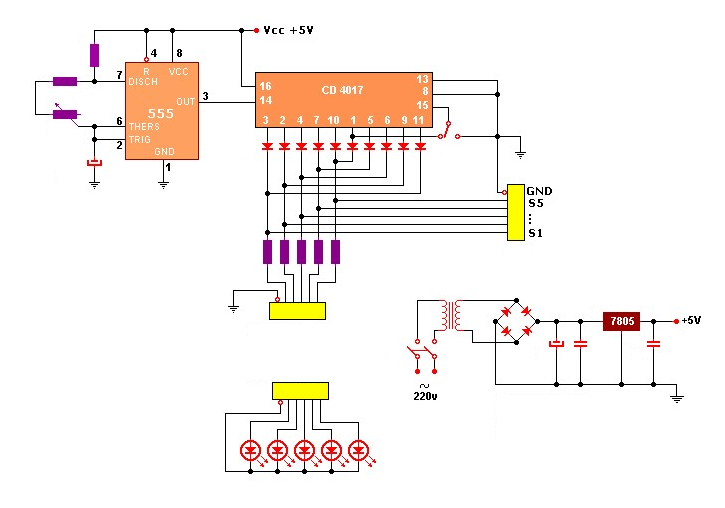 Vcc +5V
4 8
7 R VCC
DISCH
555
OUT 3
6 THERS
TRIG
2
GND
1
16
14
CD 4017
13
8
15
3 2 4 7 10 1 5 6 9 11
GND
S5
S1
7805
+5V
~
220v